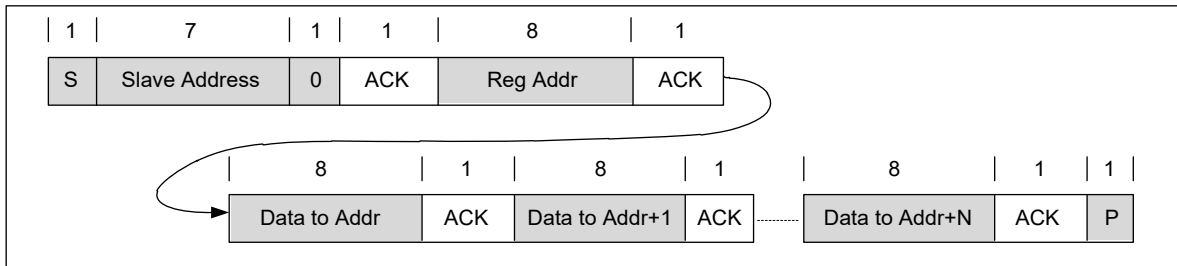 1 7 1 1 8 1
S Slave Address 0 ACK Reg Addr ACK
8 1 8 1 8 1 1
Data to Addr ACK Data to Addr+1 ACK Data to Addr+N ACK P